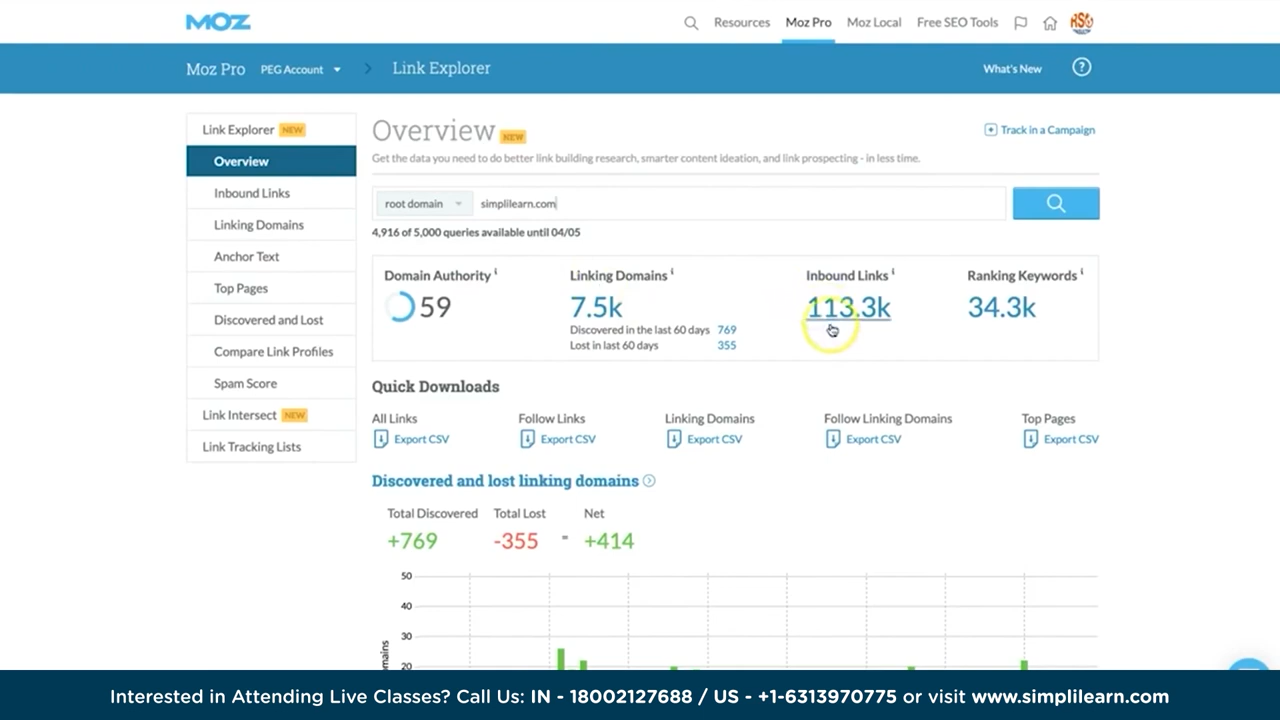 MOZ
Resources Moz Pro Moz Local Free SEO Tools
Moz Pro PEG Account Link Explorer What's New ?
Link Explorer NEW
Overview
Inbound Links
Linking Domains
Anchor Text
Top Pages
Discovered and Lost
Compare Link Profiles
Spam Score
Link Intersect NEW
Link Tracking Lists
Overview NEW
Track in a Campaign
Get the data you need to do better link building research, smarter content ideation, and link prospecting - in less time.
root domain simplilearn.com
4,916 of 5,000 queries available until 04/05
Domain Authority i Linking Domains i Inbound Links i Ranking Keywords i
59 7.5k 113.3k 34.3k
Discovered in the last 60 days 769
Lost in last 60 days 355
Quick Downloads
All Links Follow Links Linking Domains Follow Linking Domains Top Pages
Export CSV Export CSV Export CSV Export CSV Export CSV
Discovered and lost linking domains
Total Discovered Total Lost Net
+769 -355 = +414
50
40
30
20
Interested in Attending Live Classes? Call Us: IN - 18002127688 / US - +1-6313970775 or visit www.simplilearn.com